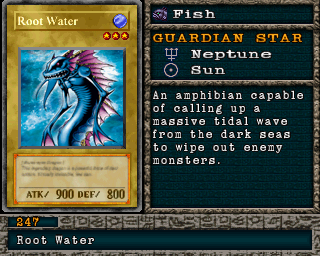 Root Water
Fish
GUARDIAN STAR
Neptune
Sun
An amphibian capable
of calling up a
massive tidal wave
from the dark seas
to wipe out enemy
monsters.
ATK/ 900 DEF/ 800
247
Root Water